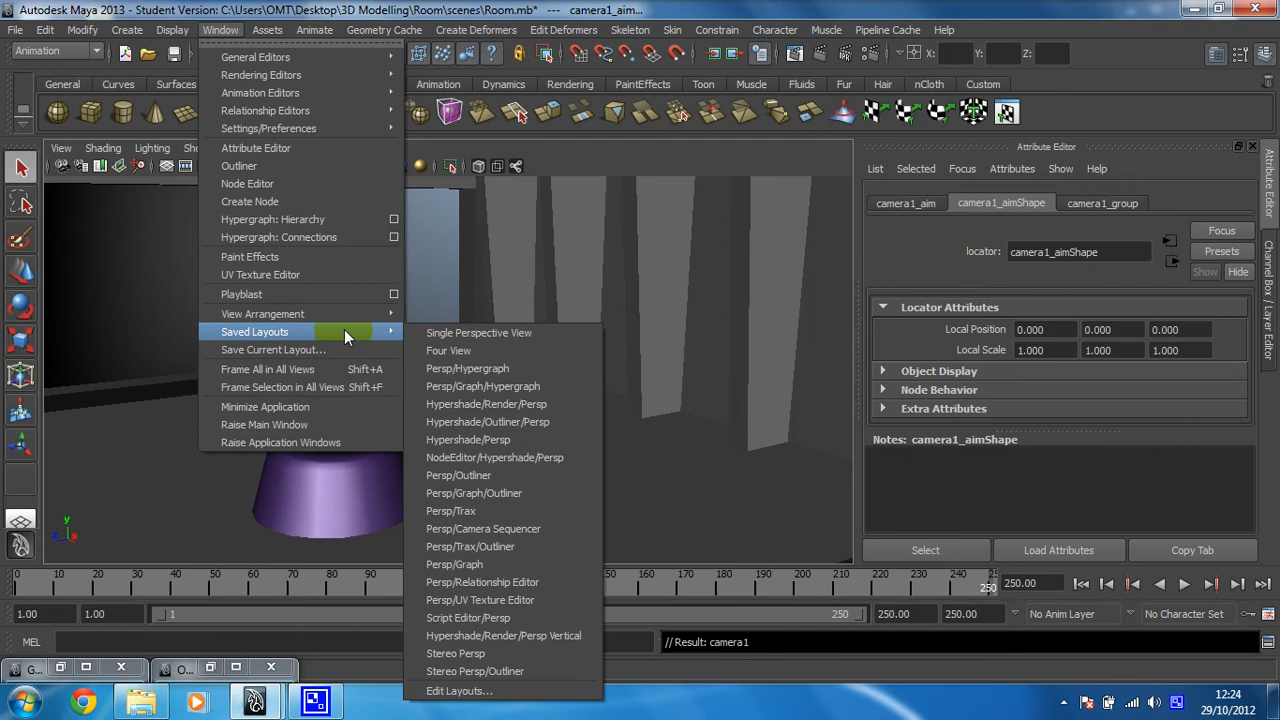 Autodesk Maya 2013 - Student Version: C:\Users\OMT\Desktop\3D Modelling\Room\scenes\Room.mb* --- camera1_aim...
File Edit Modify Create Display Window Assets Animate Geometry Cache Create Deformers Edit Deformers Skeleton Skin Constrain Character Muscle Pipeline Cache Help
Animation X: Y: Z:
General Curves Surfaces Animation Dynamics Rendering PaintEffects Toon Muscle Fluids Fur Hair nCloth Custom
View Shading Lighting
General Editors
Rendering Editors
Animation Editors
Relationship Editors
Settings/Preferences
Attribute Editor
Outliner
Node Editor
Create Node
Hypergraph: Hierarchy
Hypergraph: Connections
Paint Effects
UV Texture Editor
Playblast
View Arrangement
Saved Layouts
Save Current Layout...
Frame All in All Views Shift+A
Frame Selection in All Views Shift+F
Minimize Application
Raise Main Window
Raise Application Windows
Single Perspective View
Four View
Persp/Hypergraph
Persp/Graph/Hypergraph
Hypershade/Render/Persp
Hypershade/Outliner/Persp
Hypershade/Persp
NodeEditor/Hypershade/Persp
Persp/Outliner
Persp/Graph/Outliner
Persp/Trax
Persp/Camera Sequencer
Persp/Trax/Outliner
Persp/Graph
Persp/Relationship Editor
Persp/UV Texture Editor
Script Editor/Persp
Hypershade/Render/Persp Vertical
Stereo Persp
Stereo Persp/Outliner
Edit Layouts...
Attribute Editor
List Selected Focus Attributes Show Help
camera1_aim camera1_aimShape camera1_group
Focus
locator: camera1_aimShape Presets
Show Hide
Locator Attributes
Local Position 0.000 0.000 0.000
Local Scale 1.000 1.000 1.000
Object Display
Node Behavior
Extra Attributes
Notes: camera1_aimShape
Select Load Attributes Copy Tab
Attribute Editor
Channel Box / Layer Editor
y
z
0 10 20 30 40 50 60 70 80 90 150 160 170 180 190 200 210 220 230 240 250 250.00
1.00 1.00 1 250 250.00 250.00 No Anim Layer No Character Set
MEL // Result: camera1
G... O...
12:24
29/10/2012